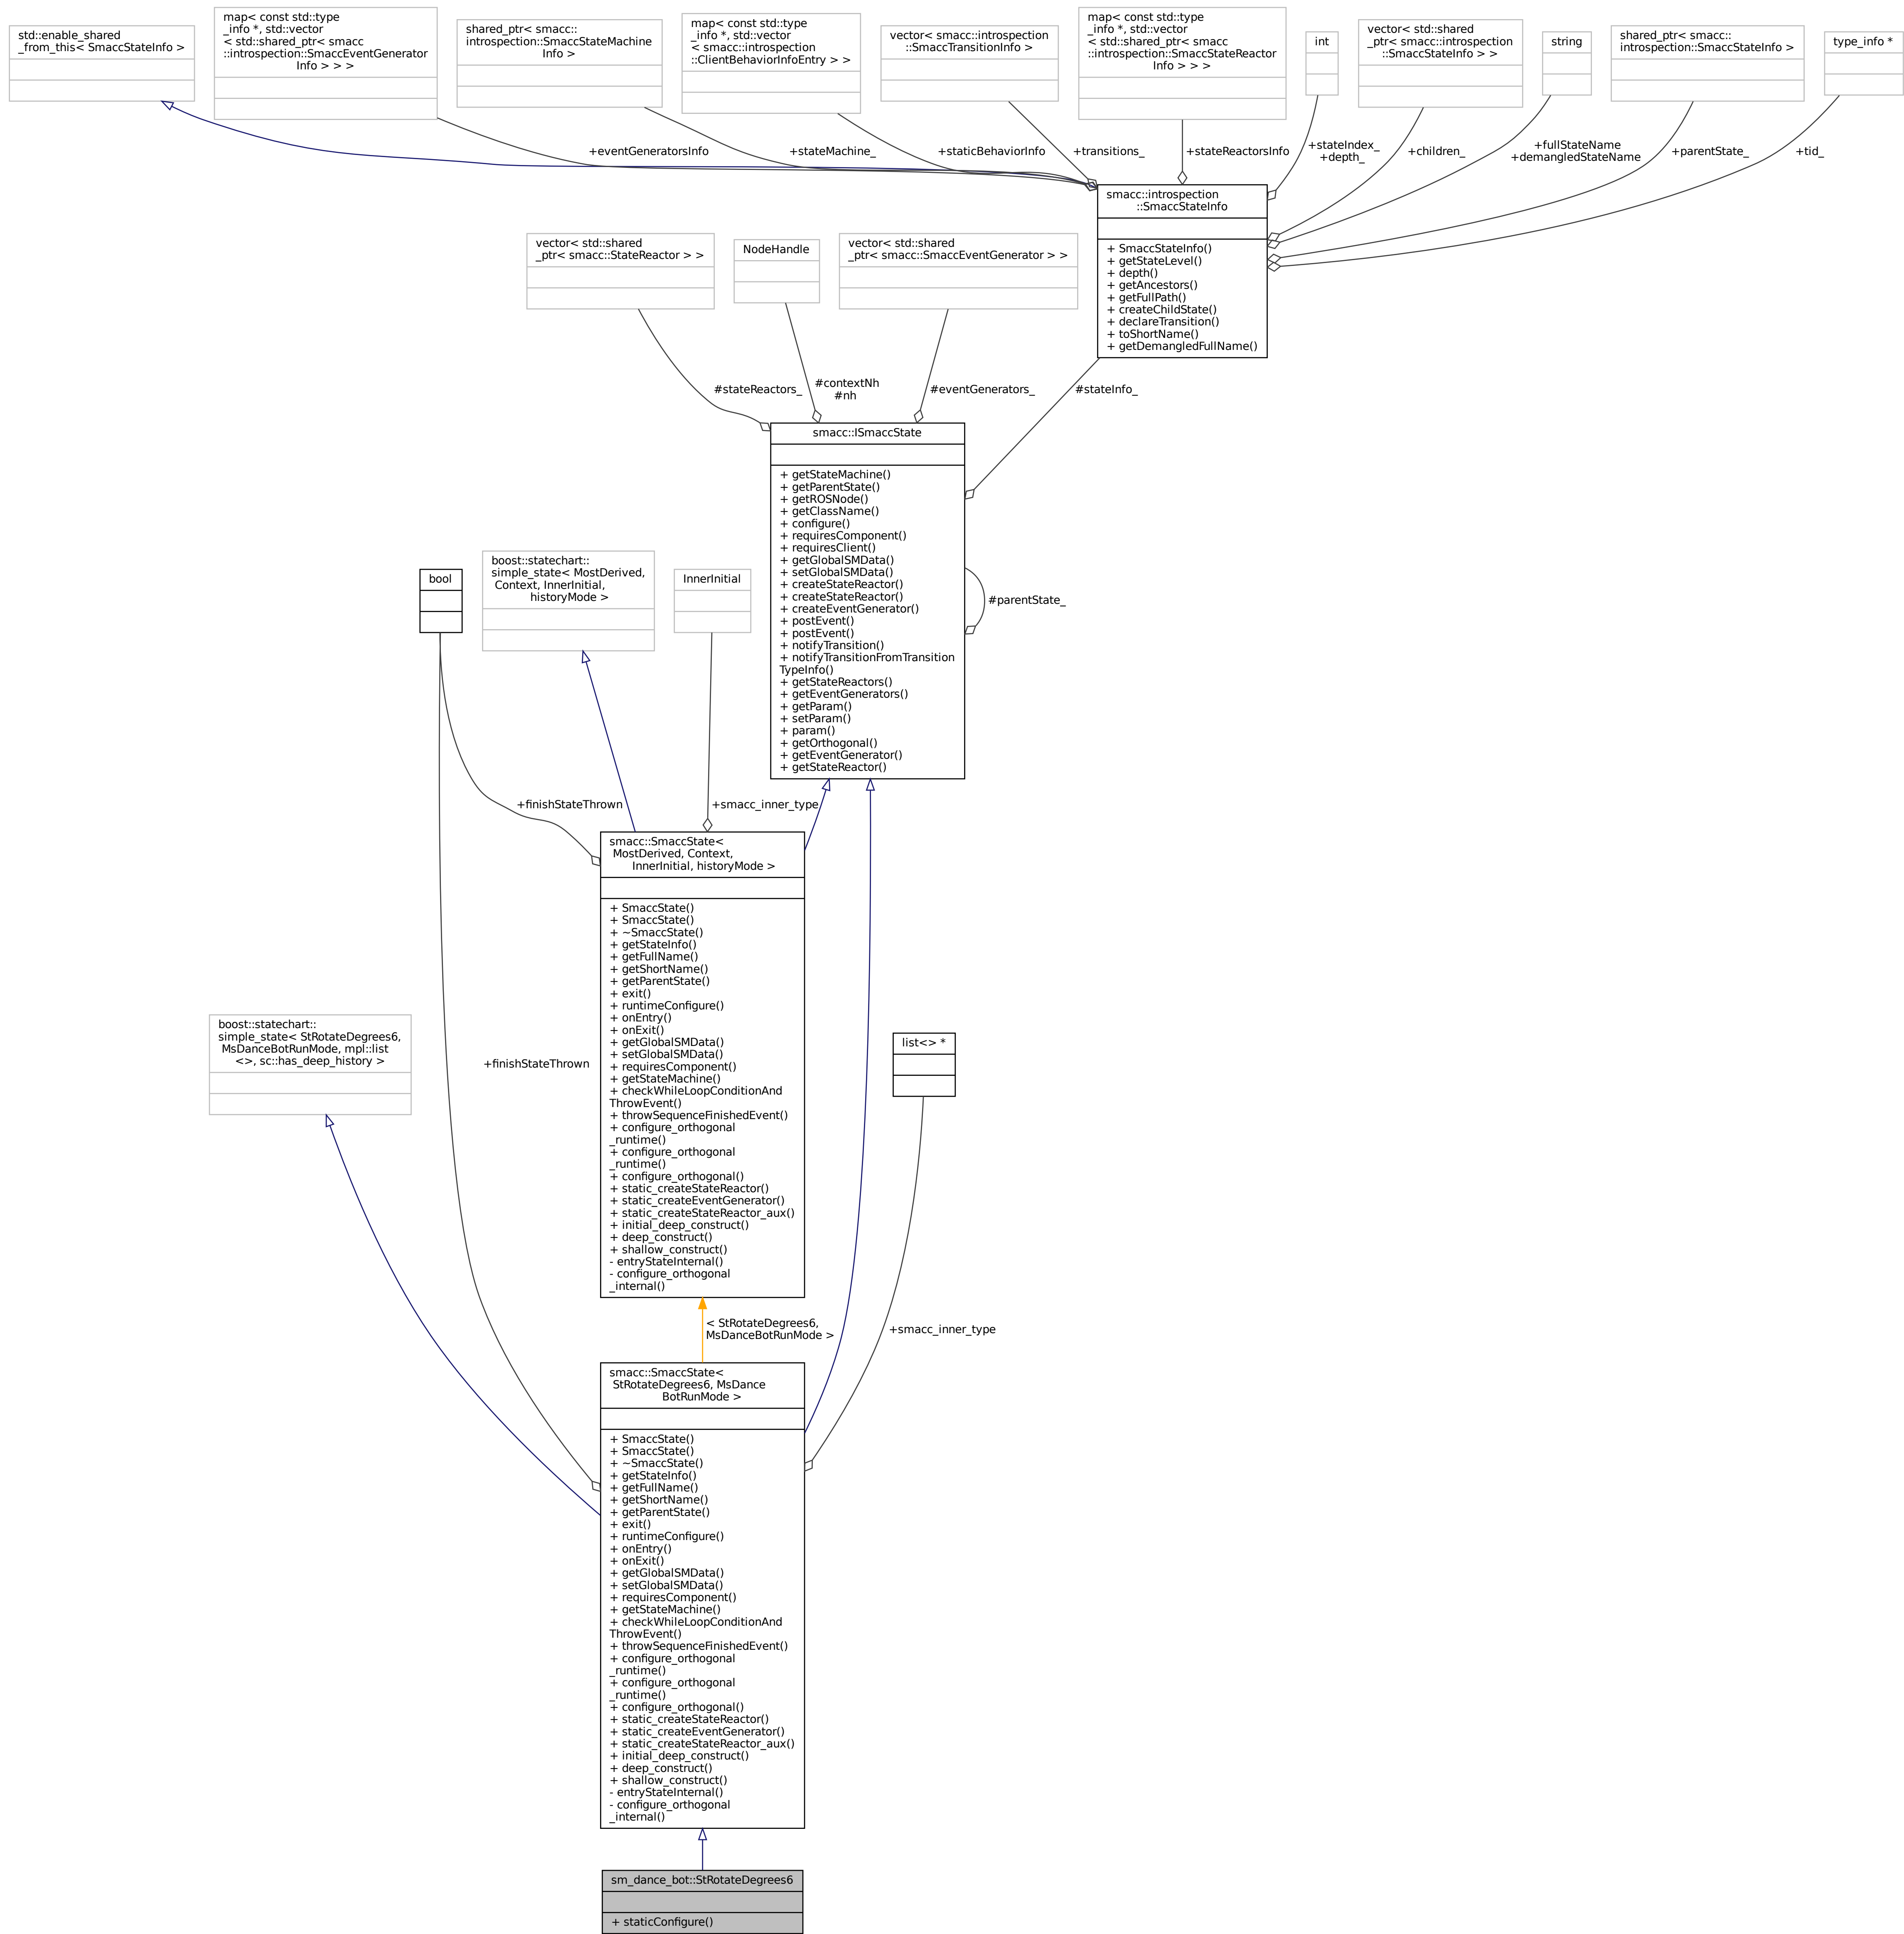 std::enable_shared
_from_this< SmaccStateInfo >
map< const std::type
_info *, std::vector
< std::shared_ptr< smacc
::introspection::SmaccEventGenerator
Info > > >
shared_ptr< smacc::
introspection::SmaccStateMachine
Info >
map< const std::type
_info *, std::vector
< smacc::introspection
::ClientBehaviorInfoEntry > >
vector< smacc::introspection
::SmaccTransitionInfo >
map< const std::type
_info *, std::vector
< std::shared_ptr< smacc
::introspection::SmaccStateReactor
Info > > >
int
vector< std::shared
_ptr< smacc::introspection
::SmaccStateInfo > >
string
shared_ptr< smacc::
introspection::SmaccStateInfo >
type_info *
+eventGeneratorsInfo
+stateMachine_
+staticBehaviorInfo
+transitions_
+stateReactorsInfo
+stateIndex_
+depth_
+children_
+fullStateName
+demangledStateName
+parentState_
+tid_
smacc::introspection
::SmaccStateInfo
+ SmaccStateInfo()
+ getStateLevel()
+ depth()
+ getAncestors()
+ getFullPath()
+ createChildState()
+ declareTransition()
+ toShortName()
+ getDemangledFullName()
vector< std::shared
_ptr< smacc::StateReactor > >
NodeHandle
vector< std::shared
_ptr< smacc::SmaccEventGenerator > >
#stateReactors_
#contextNh
#nh
#eventGenerators_
#stateInfo_
smacc::ISmaccState
+ getStateMachine()
+ getParentState()
+ getROSNode()
+ getClassName()
+ configure()
+ requiresComponent()
+ requiresClient()
+ getGlobalSMData()
+ setGlobalSMData()
+ createStateReactor()
+ createStateReactor()
+ createEventGenerator()
+ postEvent()
+ postEvent()
+ notifyTransition()
+ notifyTransitionFromTransition
TypeInfo()
+ getStateReactors()
+ getEventGenerators()
+ getParam()
+ setParam()
+ param()
+ getOrthogonal()
+ getEventGenerator()
+ getStateReactor()
#parentState_
bool
boost::statechart::
simple_state< MostDerived,
Context, InnerInitial,
historyMode >
InnerInitial
+finishStateThrown
+smacc_inner_type
smacc::SmaccState<
MostDerived, Context,
InnerInitial, historyMode >
+ SmaccState()
+ SmaccState()
+ ~SmaccState()
+ getStateInfo()
+ getFullName()
+ getShortName()
+ getParentState()
+ exit()
+ runtimeConfigure()
+ onEntry()
+ onExit()
+ getGlobalSMData()
+ setGlobalSMData()
+ requiresComponent()
+ getStateMachine()
+ checkWhileLoopConditionAnd
ThrowEvent()
+ throwSequenceFinishedEvent()
+ configure_orthogonal
_runtime()
+ configure_orthogonal
_runtime()
+ configure_orthogonal()
+ static_createStateReactor()
+ static_createEventGenerator()
+ static_createStateReactor_aux()
+ initial_deep_construct()
+ deep_construct()
+ shallow_construct()
- entryStateInternal()
- configure_orthogonal
_internal()
boost::statechart::
simple_state< StRotateDegrees6,
MsDanceBotRunMode, mpl::list
<>, sc::has_deep_history >
+finishStateThrown
list<> *
< StRotateDegrees6,
MsDanceBotRunMode >
+smacc_inner_type
smacc::SmaccState<
StRotateDegrees6, MsDance
BotRunMode >
+ SmaccState()
+ SmaccState()
+ ~SmaccState()
+ getStateInfo()
+ getFullName()
+ getShortName()
+ getParentState()
+ exit()
+ runtimeConfigure()
+ onEntry()
+ onExit()
+ getGlobalSMData()
+ setGlobalSMData()
+ requiresComponent()
+ getStateMachine()
+ checkWhileLoopConditionAnd
ThrowEvent()
+ throwSequenceFinishedEvent()
+ configure_orthogonal
_runtime()
+ configure_orthogonal
_runtime()
+ configure_orthogonal()
+ static_createStateReactor()
+ static_createEventGenerator()
+ static_createStateReactor_aux()
+ initial_deep_construct()
+ deep_construct()
+ shallow_construct()
- entryStateInternal()
- configure_orthogonal
_internal()
sm_dance_bot::StRotateDegrees6
+ staticConfigure()